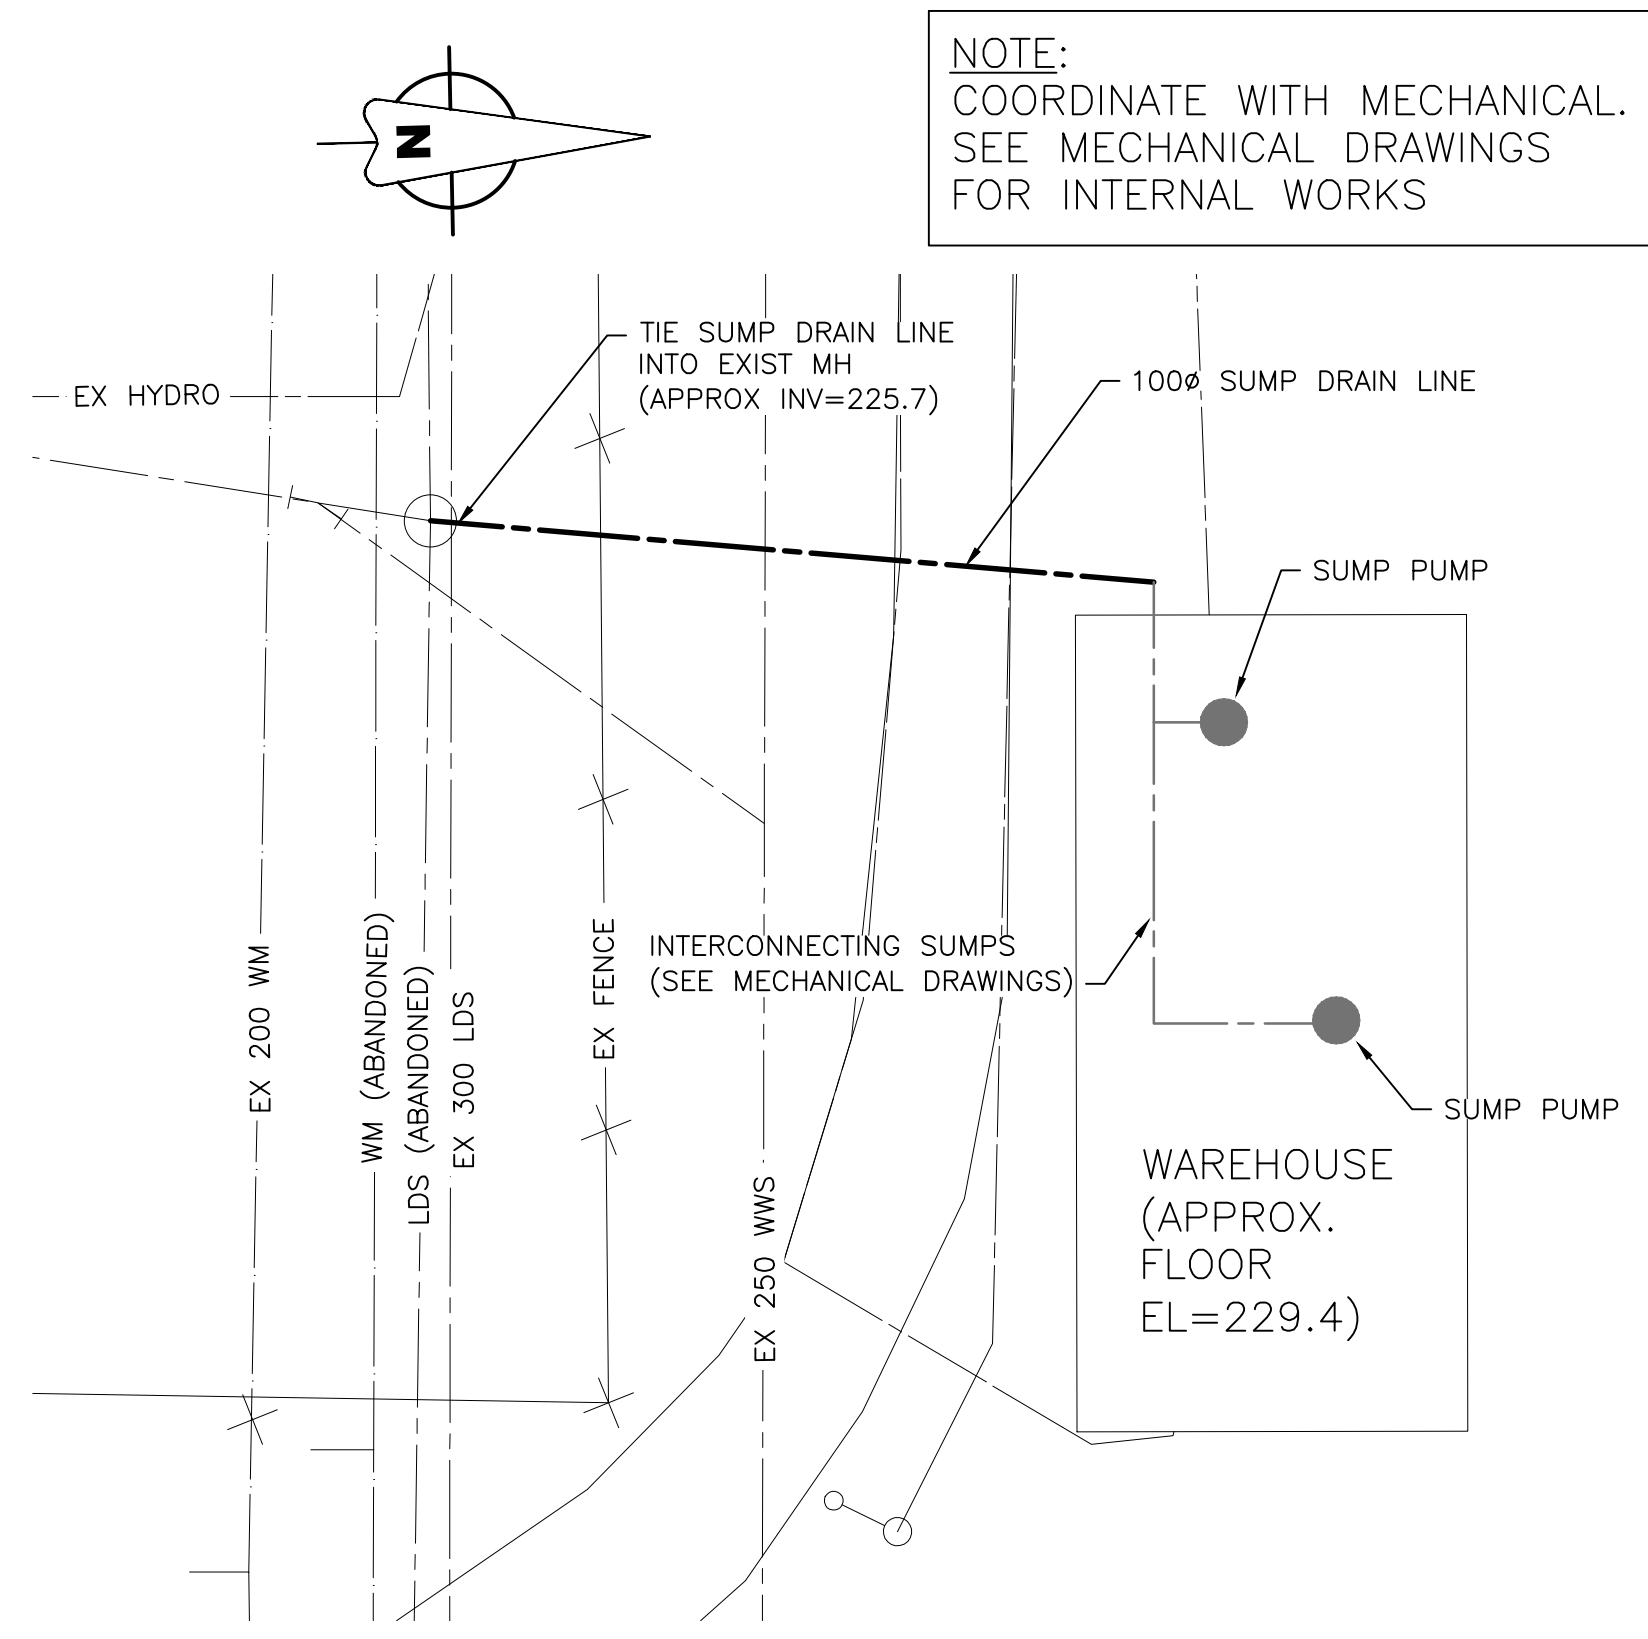 NOTE:
COORDINATE WITH MECHANICAL.
SEE MECHANICAL DRAWINGS
FOR INTERNAL WORKS
N
TIE SUMP DRAIN LINE
INTO EXIST MH
(APPROX INV=225.7)
EX HYDRO
100ø SUMP DRAIN LINE
SUMP PUMP
INTERCONNECTING SUMPS
(SEE MECHANICAL DRAWINGS)
SUMP PUMP
WAREHOUSE
(APPROX.
FLOOR
EL=229.4)
EX 200 WM
WM (ABANDONED)
LDS (ABANDONED)
EX 300 LDS
EX FENCE
EX 250 WWS